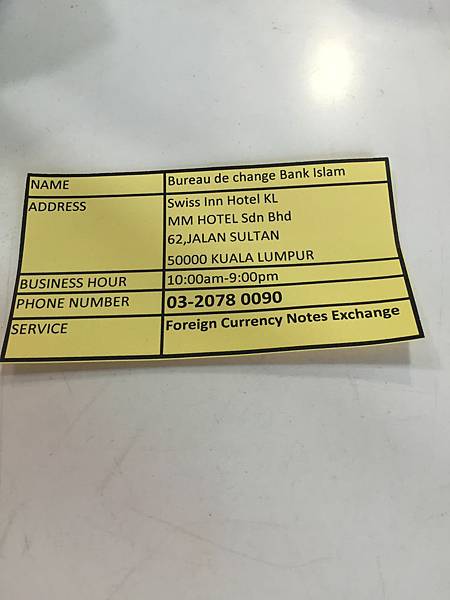 NAME Bureau de change Bank Islam
ADDRESS Swiss Inn Hotel KL
MM HOTEL Sdn Bhd
62,JALAN SULTAN
50000 KUALA LUMPUR
BUSINESS HOUR 10:00am-9:00pm
PHONE NUMBER 03-2078 0090
SERVICE Foreign Currency Notes Exchange